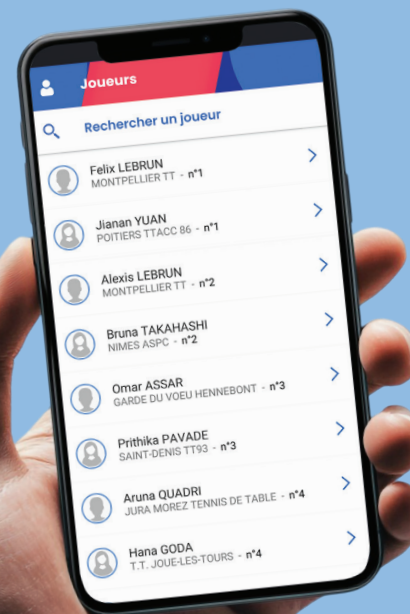 Joueurs
Rechercher un joueur
Felix LEBRUN
MONTPELLIER TT - n°1
Jianan YUAN
POITIERS TTACC 86 - n°1
Alexis LEBRUN
MONTPELLIER TT - n°2
Bruna TAKAHASHI
NIMES ASPC - n°2
Omar ASSAR
GARDE DU VOEU HENNEBONT - n°3
Prithika PAVADE
SAINT-DENIS TT93 - n°3
Aruna QUADRI
JURA MOREZ TENNIS DE TABLE - n°4
Hana GODA
T.T. JOUE-LES-TOURS - n°4